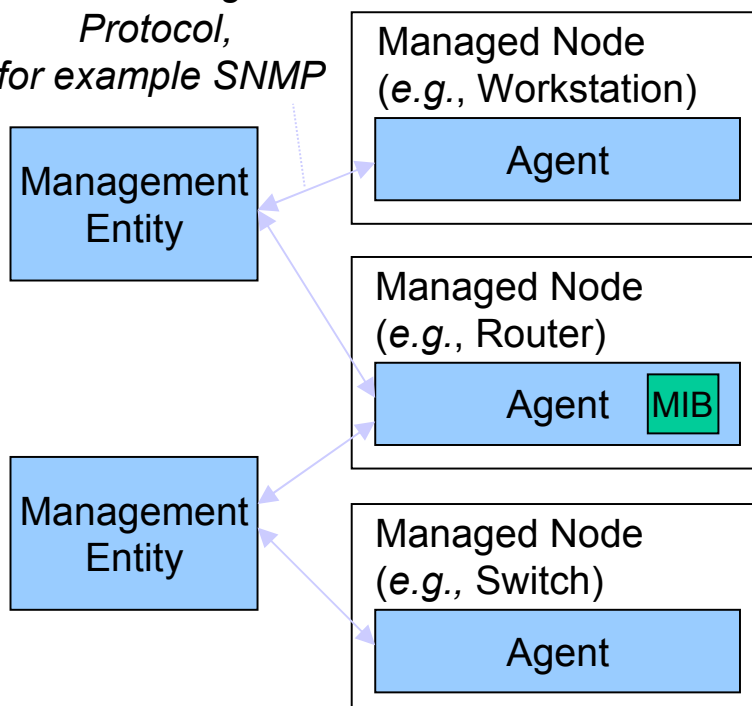 Protocol,
for example SNMP
Managed Node
(e.g., Workstation)
Agent
Management
Entity
Managed Node
(e.g., Router)
Agent MIB
Management
Entity
Managed Node
(e.g., Switch)
Agent